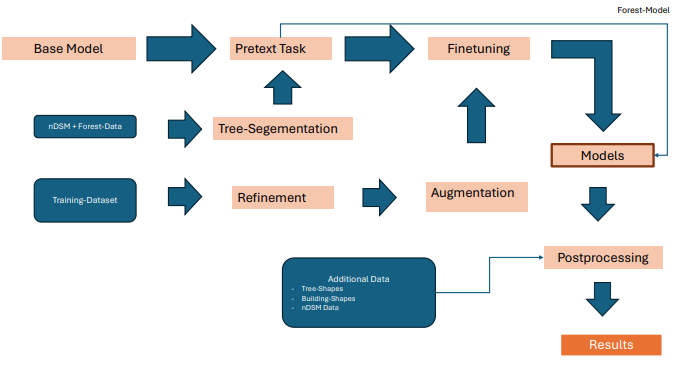 Forest-Model
Base Model
Pretext Task
Finetuning
nDSM + Forest-Data
Tree-Segementation
Models
Training-Dataset
Refinement
Augmentation
Postprocessing
Additional Data
- Tree-Shapes
- Building-Shapes
- nDSM Data
Results